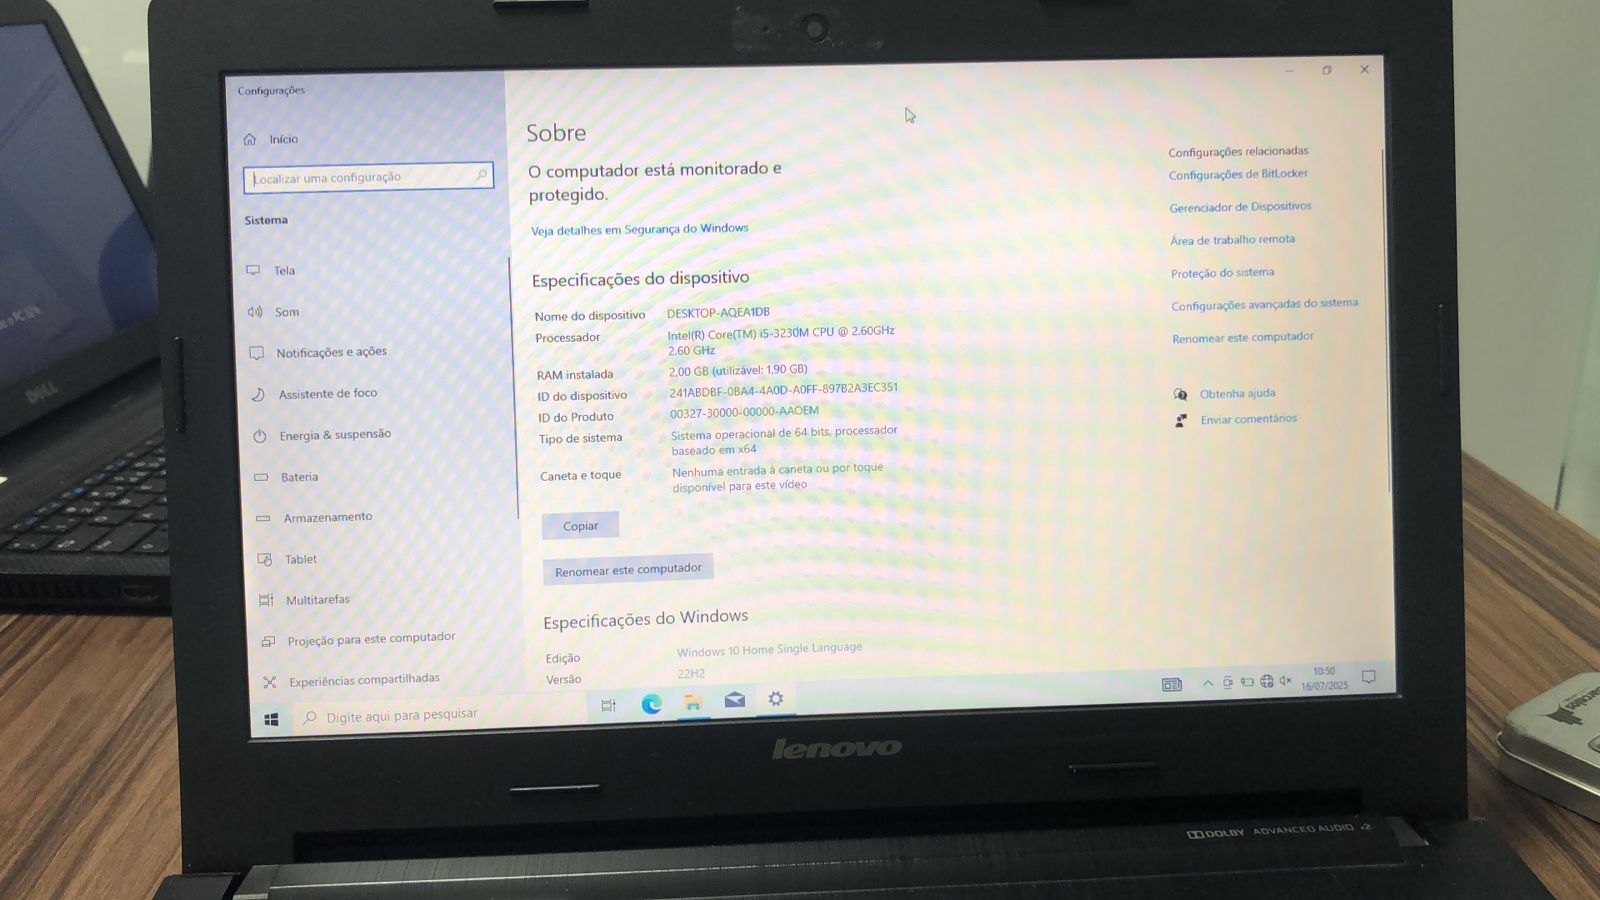 Configurações
Início
Localizar uma configuração
Sistema
Tela
Som
Notificações e ações
Assistente de foco
Energia & suspensão
Bateria
Armazenamento
Tablet
Multitarefas
Projeção para este computador
Experiências compartilhadas
Sobre
O computador está monitorado e
protegido.
Veja detalhes em Segurança do Windows
Especificações do dispositivo
Nome do dispositivo DESKTOP-AQEA1DB
Processador Intel(R) Core(TM) i5-3230M CPU @ 2.60GHz
2.60 GHz
RAM instalada 2,00 GB (utilizável: 1,90 GB)
ID do dispositivo 241ABDBF-0BA4-4A0D-A0FF-897B2A3EC351
ID do Produto 00327-30000-00000-AAOEM
Tipo de sistema Sistema operacional de 64 bits, processador
baseado em x64
Caneta e toque Nenhuma entrada à caneta ou por toque
disponível para este vídeo
Copiar
Renomear este computador
Especificações do Windows
Edição Windows 10 Home Single Language
Versão 22H2
Configurações relacionadas
Configurações de BitLocker
Gerenciador de Dispositivos
Área de trabalho remota
Proteção do sistema
Configurações avançadas do sistema
Renomear este computador
Obtenha ajuda
Enviar comentários
Digite aqui para pesquisar
10:50
16/07/2025
lenovo
DOLBY ADVANCED AUDIO v2
DELL